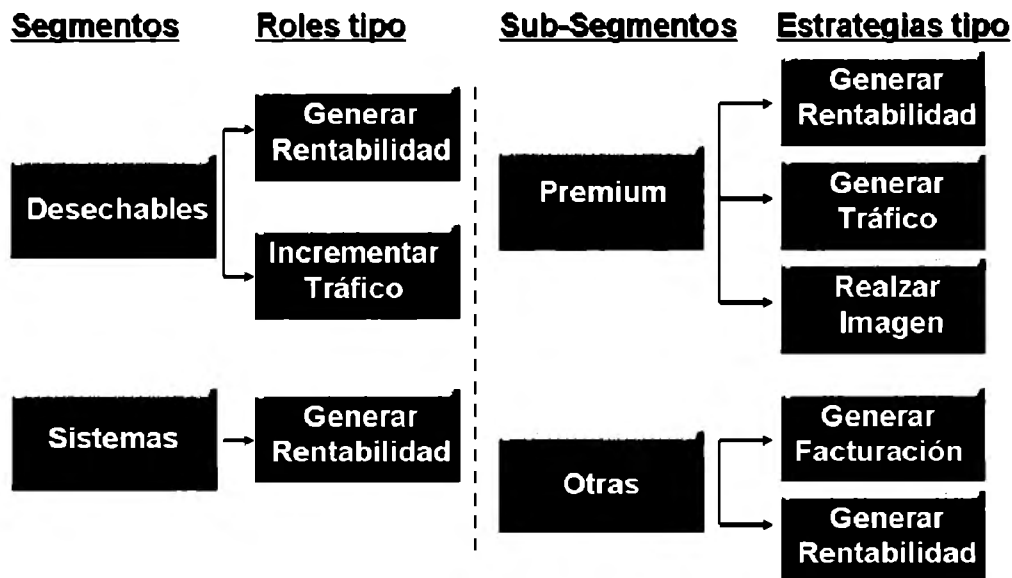 Segmentos
Roles tipo
Sub-Segmentos
Estrategias tipo
Desechables
Generar
Rentabilidad
Incrementar
Tráfico
Sistemas
Generar
Rentabilidad
Premium
Generar
Rentabilidad
Generar
Tráfico
Realzar
Imagen
Otras
Generar
Facturación
Generar
Rentabilidad